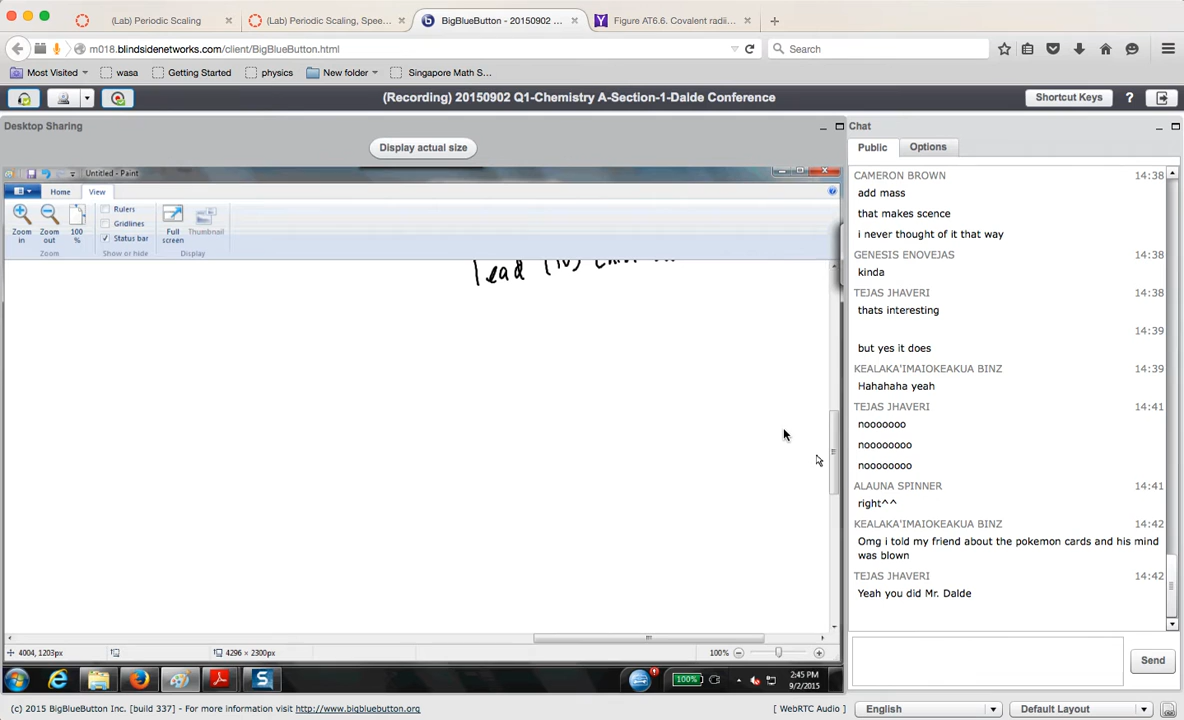 (Lab) Periodic Scaling
(Lab) Periodic Scaling, Spee...
BigBlueButton - 20150902 ...
Figure AT6.6. Covalent radii...
m018.blindsidenetworks.com/client/BigBlueButton.html
Search
Most Visited
wasa
Getting Started
physics
New folder
Singapore Math S...
(Recording) 20150902 Q1-Chemistry A-Section-1-Dalde Conference
Shortcut Keys
?
Desktop Sharing
Display actual size
Untitled - Paint
Home
View
Zoom in
Zoom out
100 %
Rulers
Gridlines
Status bar
Full screen
Thumbnail
Zoom
Show or hide
Display
lead (IV)
4004, 1203px
4296 × 2300px
100%
100%
2:45 PM
9/2/2015
Chat
Public
Options
CAMERON BROWN 14:38
add mass
that makes scence
i never thought of it that way
GENESIS ENOVEJAS 14:38
kinda
TEJAS JHAVERI 14:38
thats interesting
14:39
but yes it does
KEALAKA'IMAIOKEAKUA BINZ 14:39
Hahahaha yeah
TEJAS JHAVERI 14:41
nooooooo
noooooooo
noooooooo
ALAUNA SPINNER 14:41
right^^
KEALAKA'IMAIOKEAKUA BINZ 14:42
Omg i told my friend about the pokemon cards and his mind
was blown
TEJAS JHAVERI 14:42
Yeah you did Mr. Dalde
Send
(c) 2015 BigBlueButton Inc. [build 337] - For more information visit http://www.bigbluebutton.org
[ WebRTC Audio ]
English
Default Layout